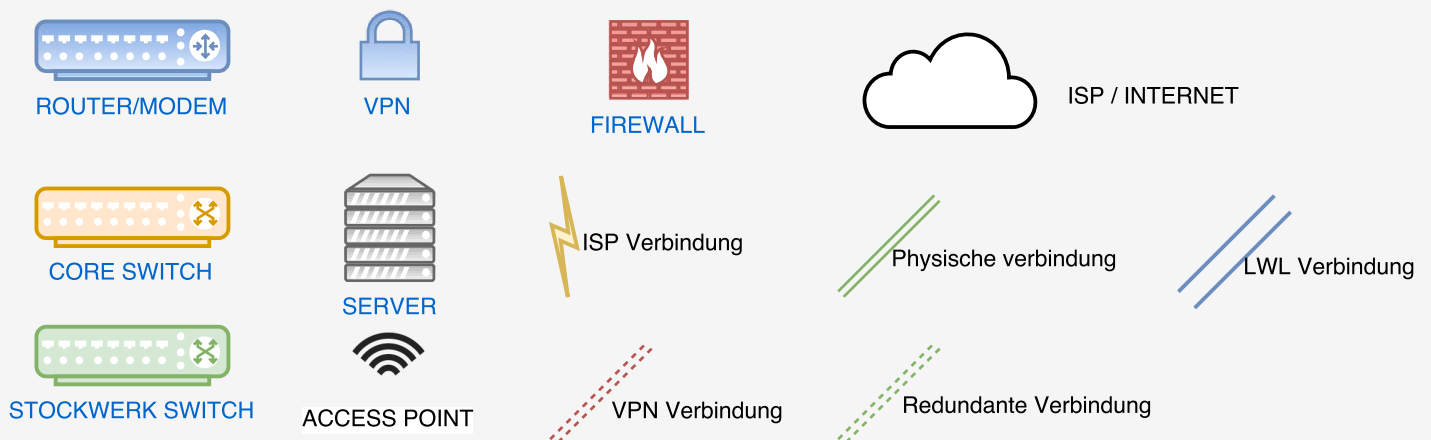 ROUTER/MODEM
VPN
FIREWALL
ISP / INTERNET
CORE SWITCH
SERVER
ISP Verbindung
Physische verbindung
LWL Verbindung
STOCKWERK SWITCH
ACCESS POINT
VPN Verbindung
Redundante Verbindung